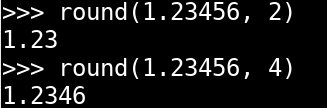 >>> round(1.23456, 2)
1.23
>>> round(1.23456, 4)
1.2346